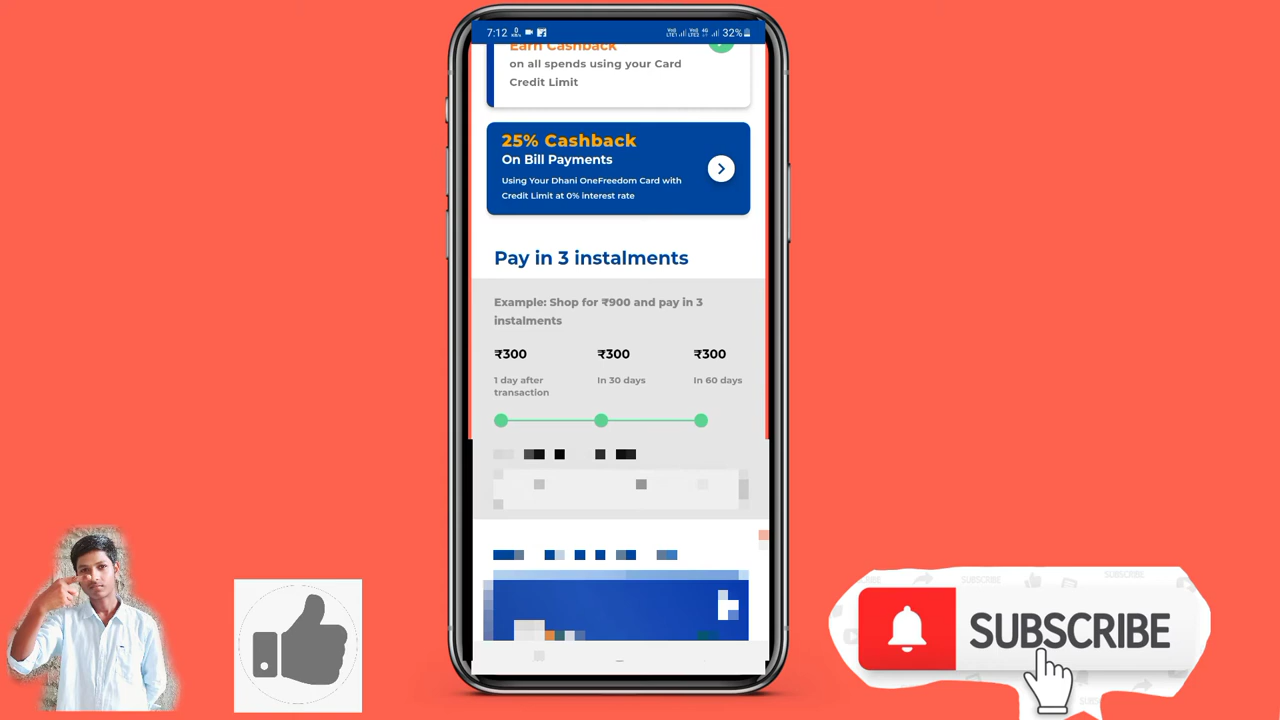 7:12
32%
Earn Cashback
on all spends using your Card
Credit Limit
25% Cashback
On Bill Payments
Using Your Dhani OneFreedom Card with
Credit Limit at 0% interest rate
Pay in 3 instalments
Example: Shop for ₹900 and pay in 3
instalments
₹300 ₹300 ₹300
1 day after In 30 days In 60 days
transaction
SUBSCRIBE